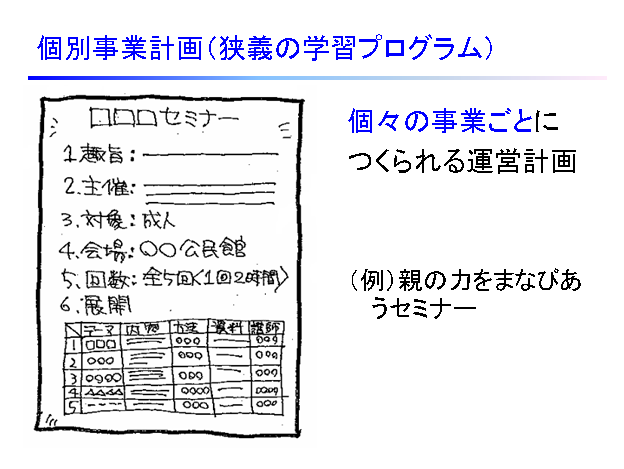 個別事業計画(狭義の学習プログラム)
□□□セミナー
1.趣旨:
2.主催:
3.対象:成人
4.会場:○○公民館
5.回数:全5回〈1回2時間〉
6.展開
テーマ 内容 方法 資料 講師
1 □□□ ○○○ ○○○
2 ○○○ ○○ ○○○
3 ○○○○ ○○○ ○○○
4 △△△△ ○○○○ ○○○○
5 --- ○○○ ○○○
個々の事業ごとに
つくられる運営計画
(例)親の力をまなびあ
うセミナー